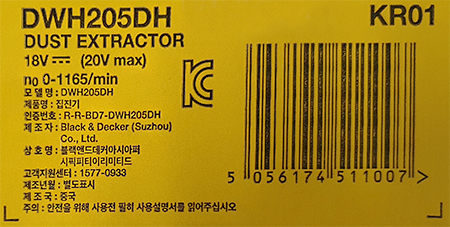 DWH205DH
KR01
DUST EXTRACTOR
18V⎓ (20V max)
n₀ 0-1165/min
모 델 명 : DWH205DH
제품명 : 집진기
인증번호 : R-R-BD7-DWH205DH
제 조 자 : Black & Decker (Suzhou)
Co., Ltd.
상 호 명 : 블랙앤드데커아시아퍼
시픽피티이리미티드
고객지원센터 : 1577-0933
제조년월 : 별도표시
제 조 국 : 중국
주의 : 안전을 위해 사용전 필히 사용설명서를 읽어주십시오
KC
5 056174 511007 >